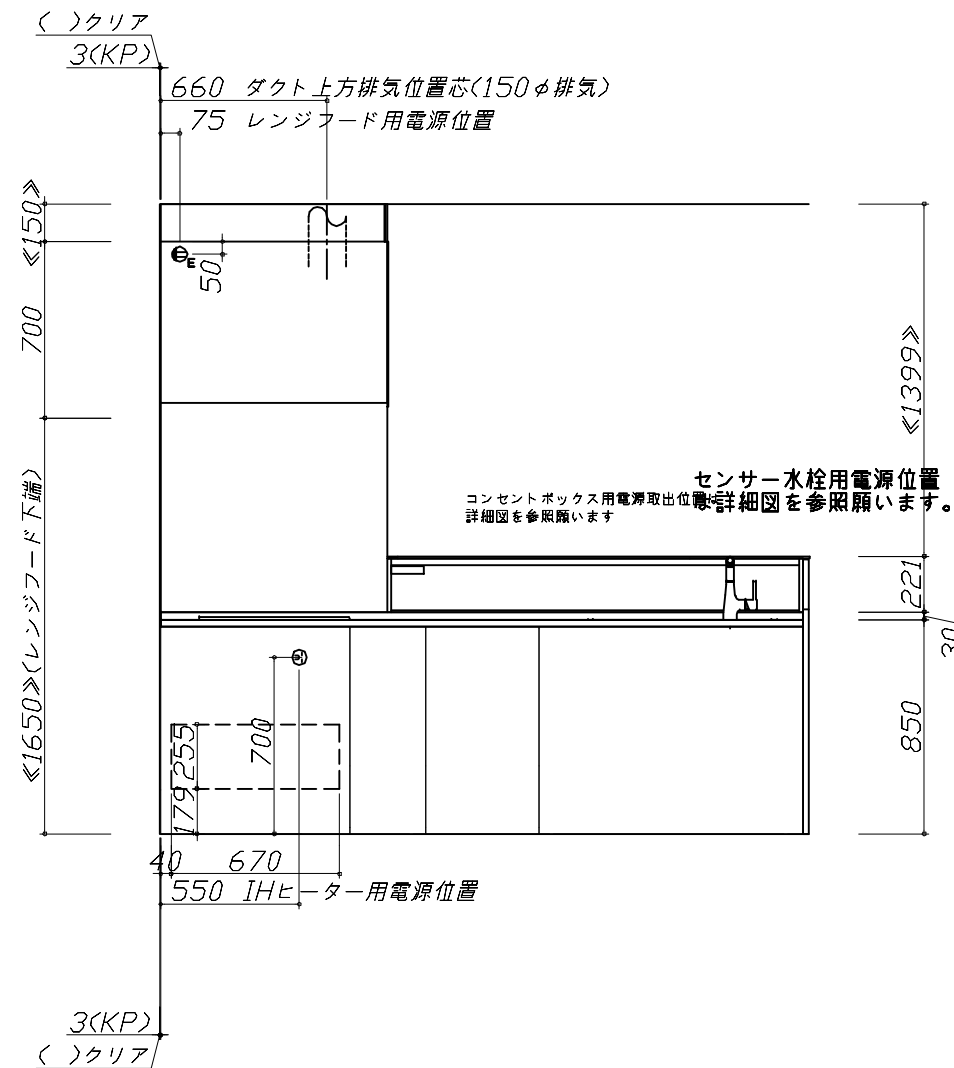 ( )クリア
3(KP)
660 ダクト上方排気位置芯(150φ排気)
75 レンジフード用電源位置
≪150≫
E
50
700
≪1399≫
センサー水栓用電源位置
は詳細図を参照願います。
コンセントボックス用電源取出位置は
詳細図を参照願います
≪1650≫(レンジフード下端)
221
30
850
700
255
179
40 670
550 IHヒーター用電源位置
3(KP)
( )クリア